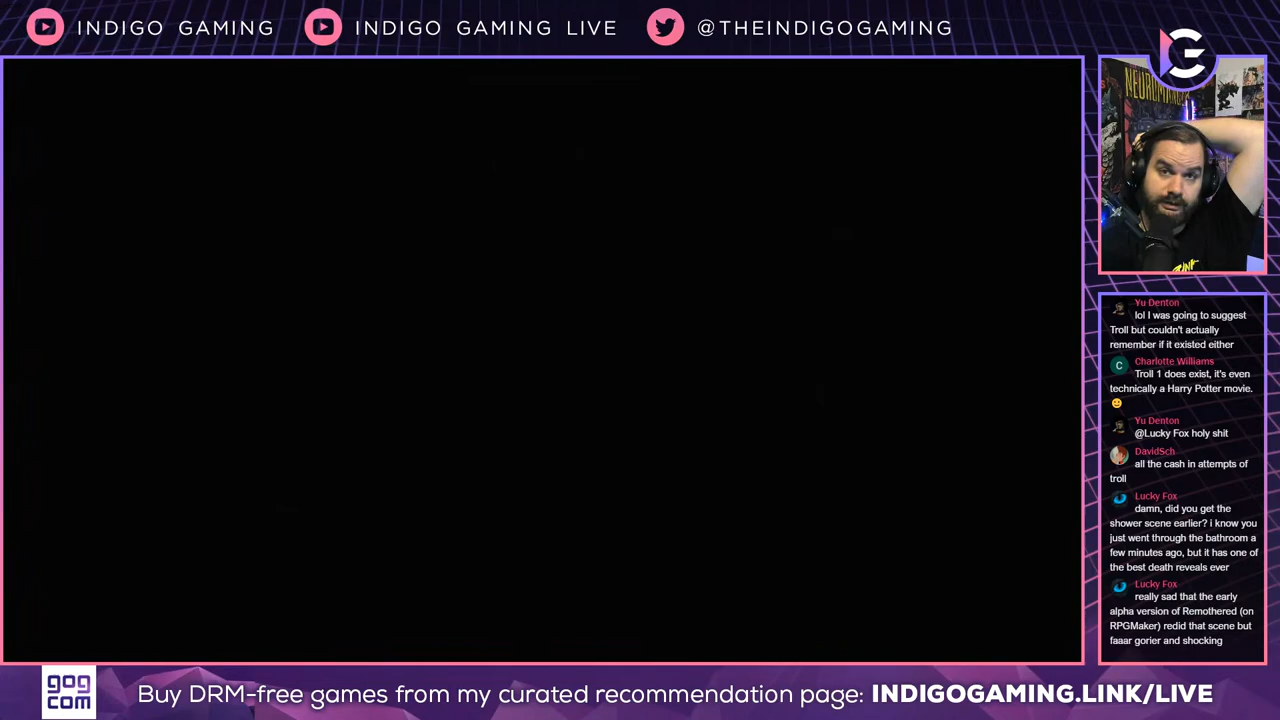 INDIGO GAMING
INDIGO GAMING LIVE
@THEINDIGOGAMING
Yu Denton
lol I was going to suggest
Troll but couldn't actually
remember if it existed either
Charlotte Williams
C
Troll 1 does exist, it's even
technically a Harry Potter movie.
Yu Denton
@Lucky Fox holy shit
DavidSch
all the cash in attempts of
troll
Lucky Fox
damn, did you get the
shower scene earlier? i know you
just went through the bathroom a
few minutes ago, but it has one of
the best death reveals ever
Lucky Fox
really sad that the early
alpha version of Remothered (on
RPGMaker) redid that scene but
faaar gorier and shocking
gog
com
Buy DRM-free games from my curated recommendation page: INDIGOGAMING.LINK/LIVE